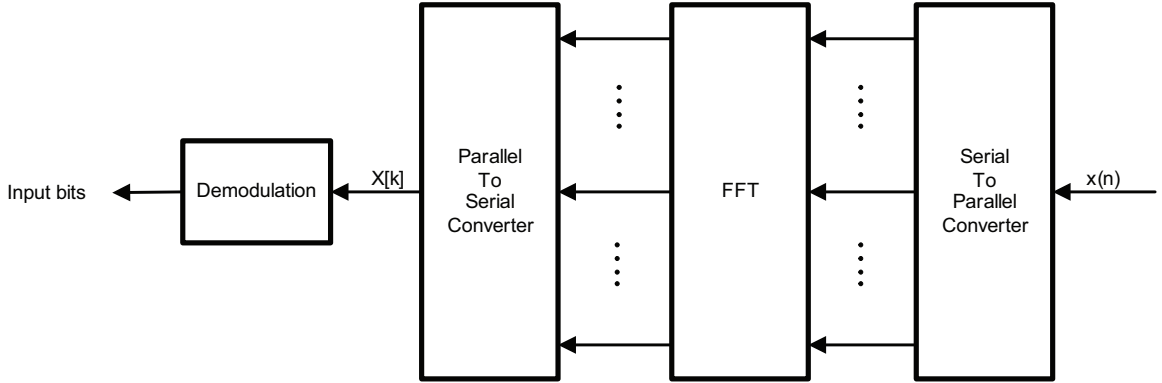 Input bits
Demodulation
X[k]
Parallel
To
Serial
Converter
FFT
Serial
To
Parallel
Converter
x(n)